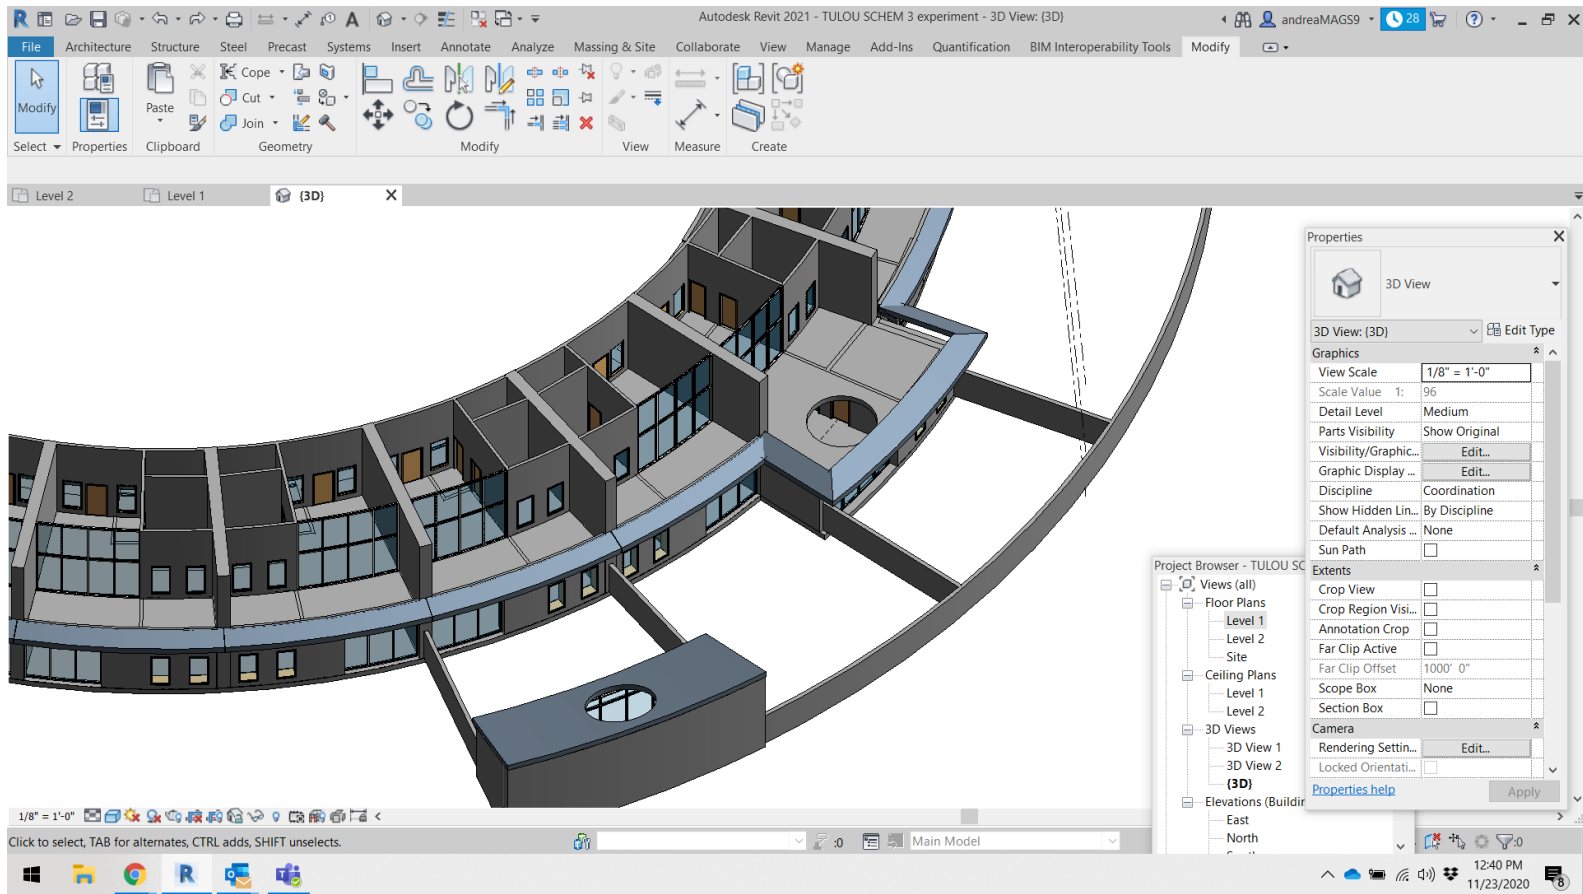 Autodesk Revit 2021 - TULOU SCHEM 3 experiment - 3D View: {3D}
andreaMAGS9
28
File Architecture Structure Steel Precast Systems Insert Annotate Analyze Massing & Site Collaborate View Manage Add-Ins Quantification BIM Interoperability Tools Modify
Modify
Paste
Cope
Cut
Join
Select Properties Clipboard Geometry Modify View Measure Create
Level 2
Level 1
{3D}
Properties
3D View
3D View: {3D}
Edit Type
Graphics
View Scale 1/8" = 1'-0"
Scale Value 1: 96
Detail Level Medium
Parts Visibility Show Original
Visibility/Graphic... Edit...
Graphic Display ... Edit...
Discipline Coordination
Show Hidden Lin... By Discipline
Default Analysis ... None
Sun Path
Extents
Crop View
Crop Region Visi...
Annotation Crop
Far Clip Active
Far Clip Offset 1000' 0"
Scope Box None
Section Box
Camera
Rendering Settin... Edit...
Locked Orientati...
Properties help
Apply
Project Browser - TULOU SC
Views (all)
Floor Plans
Level 1
Level 2
Site
Ceiling Plans
Level 1
Level 2
3D Views
3D View 1
3D View 2
{3D}
Elevations (Buildin
East
North
1/8" = 1'-0"
Click to select, TAB for alternates, CTRL adds, SHIFT unselects.
:0
Main Model
:0
12:40 PM
11/23/2020
8